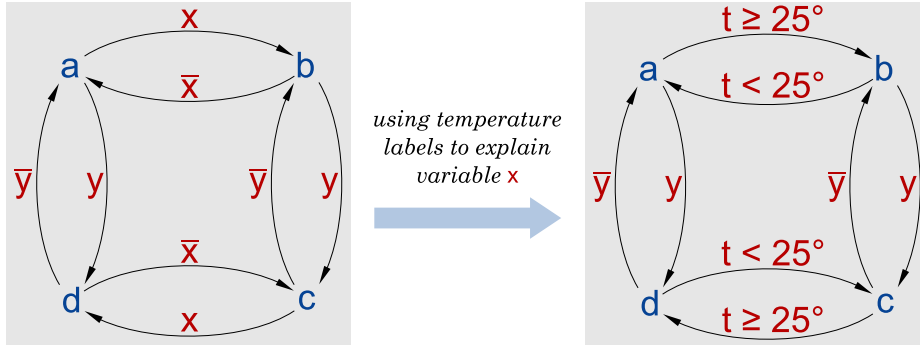 x
a
b
x̅
y̅
y
y̅
y
x̅
d
c
x
using temperature
labels to explain
variable x
t ≥ 25°
a
b
t < 25°
y̅
y
y̅
y
t < 25°
d
c
t ≥ 25°